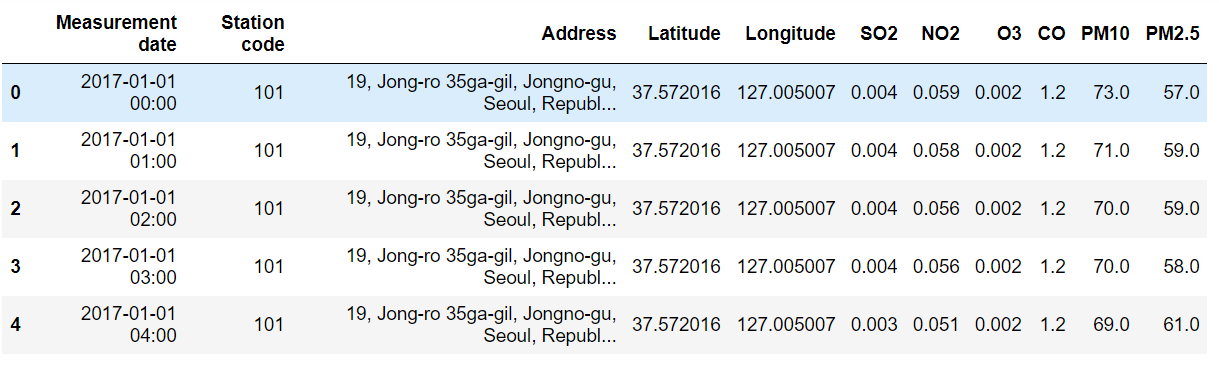 Measurement date Station code Address Latitude Longitude SO2 NO2 O3 CO PM10 PM2.5
0 2017-01-01 00:00 101 19, Jong-ro 35ga-gil, Jongno-gu, Seoul, Republ... 37.572016 127.005007 0.004 0.059 0.002 1.2 73.0 57.0
1 2017-01-01 01:00 101 19, Jong-ro 35ga-gil, Jongno-gu, Seoul, Republ... 37.572016 127.005007 0.004 0.058 0.002 1.2 71.0 59.0
2 2017-01-01 02:00 101 19, Jong-ro 35ga-gil, Jongno-gu, Seoul, Republ... 37.572016 127.005007 0.004 0.056 0.002 1.2 70.0 59.0
3 2017-01-01 03:00 101 19, Jong-ro 35ga-gil, Jongno-gu, Seoul, Republ... 37.572016 127.005007 0.004 0.056 0.002 1.2 70.0 58.0
4 2017-01-01 04:00 101 19, Jong-ro 35ga-gil, Jongno-gu, Seoul, Republ... 37.572016 127.005007 0.003 0.051 0.002 1.2 69.0 61.0